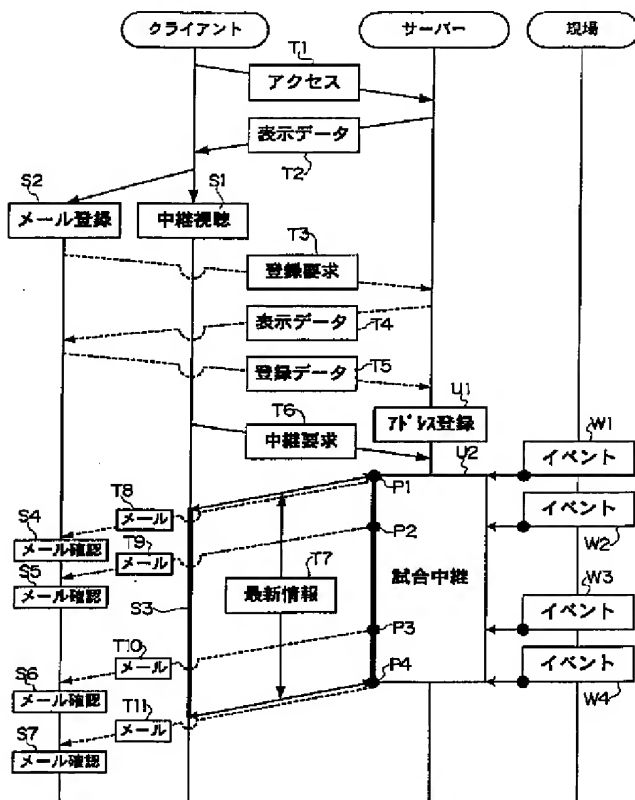 クライアント
サーバー
現場
T1
アクセス
表示データ
T2
S2
メール登録
S1
中継視聴
T3
登録要求
表示データ
T4
登録データ
T5
T6
中継要求
U1
ｱﾄﾞﾚｽ登録
U2
W1
イベント
P1
T8
メール
S4
メール確認
T9
メール
S5
メール確認
S3
T7
最新情報
P2
試合中継
イベント
W2
W3
イベント
P3
T10
メール
S6
メール確認
P4
イベント
W4
T11
メール
S7
メール確認